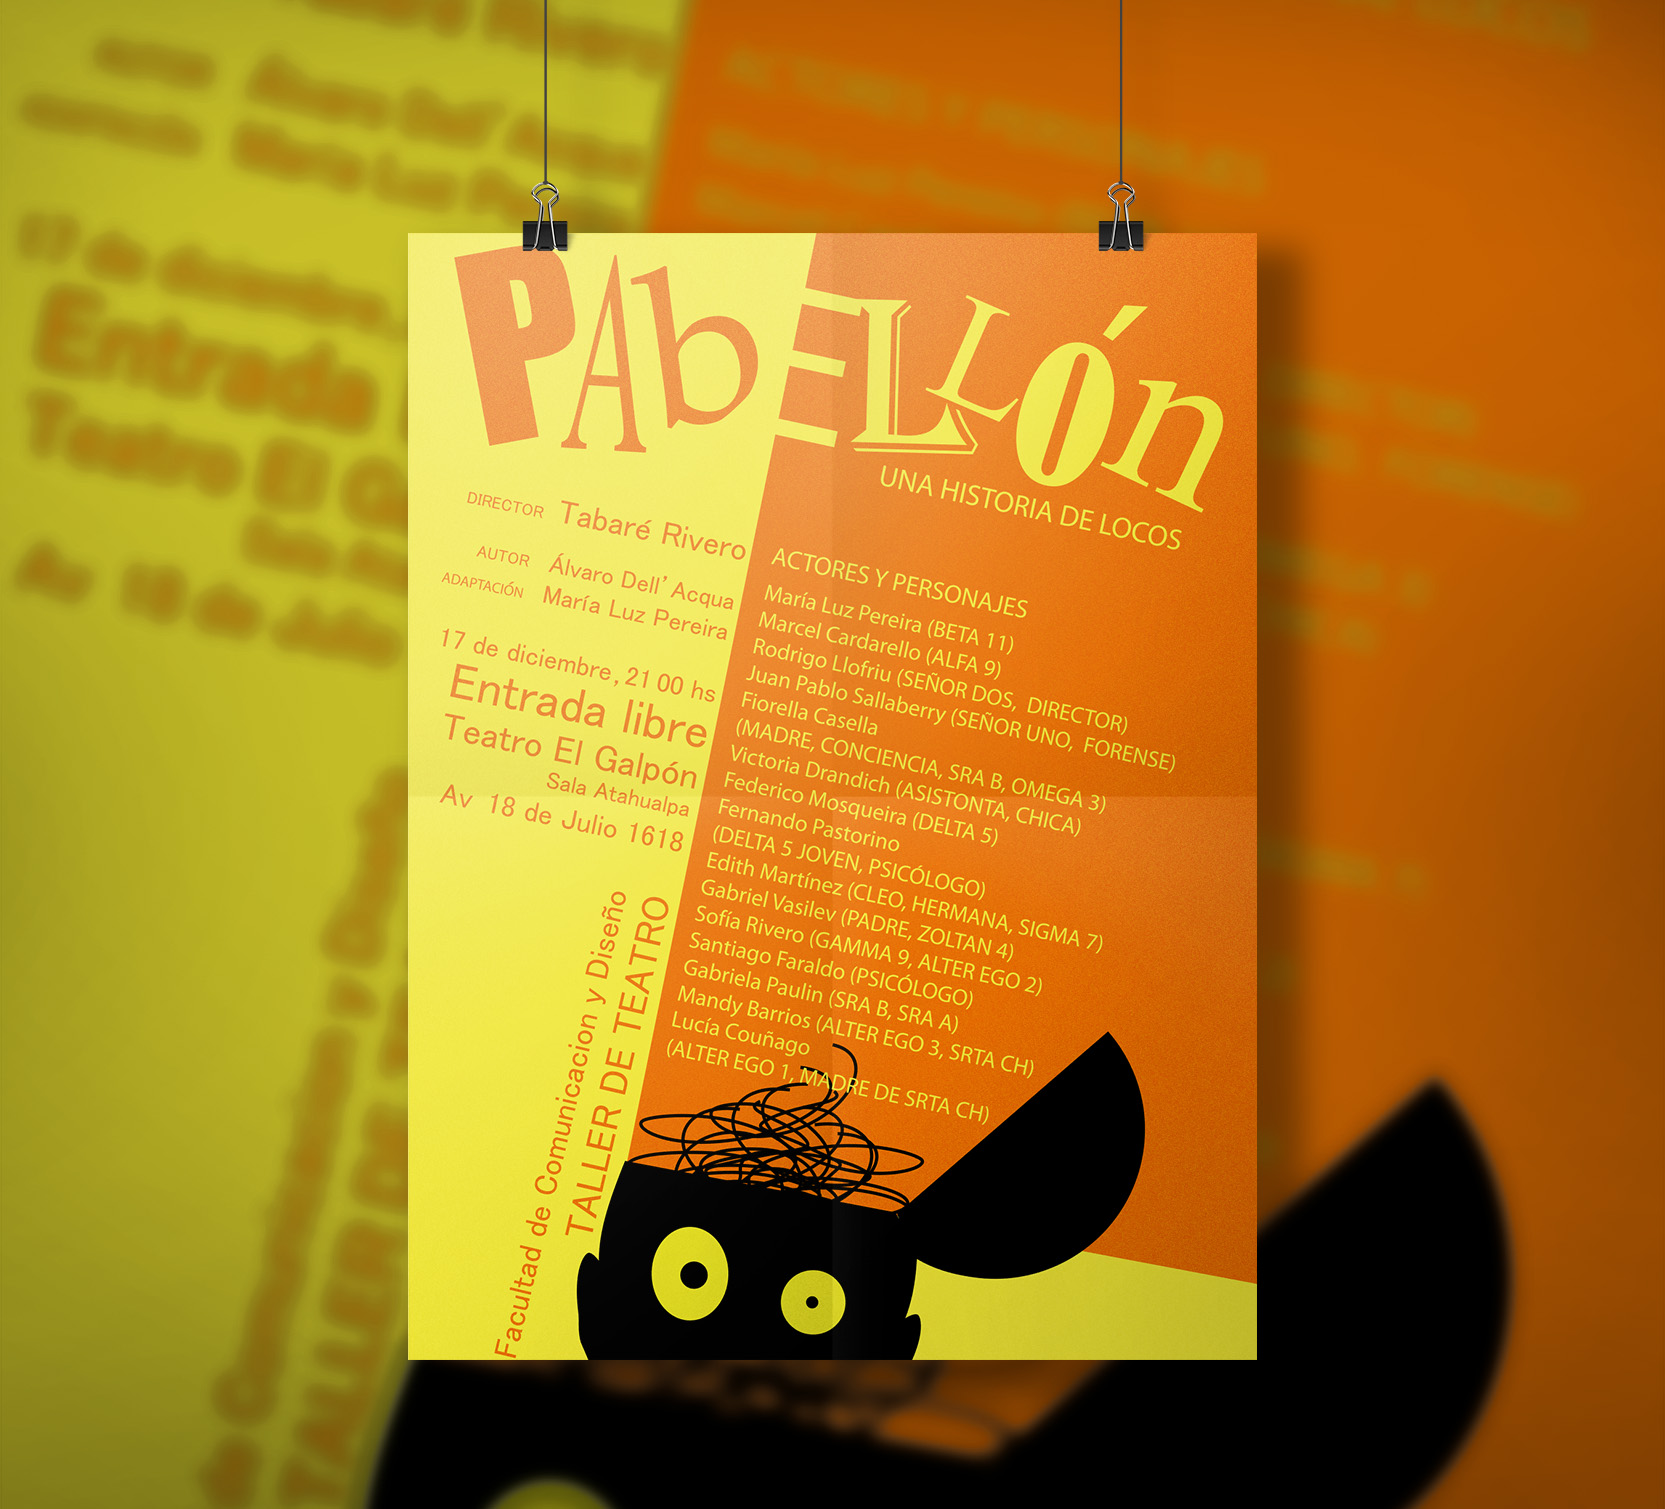 PAbELLón
UNA HISTORIA DE LOCOS
DIRECTOR Tabaré Rivero
AUTOR Álvaro Dell' Acqua
ADAPTACIÓN María Luz Pereira
17 de diciembre, 21 00 hs
Entrada libre
Teatro El Galpón
Sala Atahualpa
Av 18 de Julio 1618
Facultad de Comunicacion y Diseño
TALLER DE TEATRO
ACTORES Y PERSONAJES
María Luz Pereira (BETA 11)
Marcel Cardarello (ALFA 9)
Rodrigo Llofriu (SEÑOR DOS, DIRECTOR)
Juan Pablo Sallaberry (SEÑOR UNO, FORENSE)
Fiorella Casella
(MADRE, CONCIENCIA, SRA B, OMEGA 3)
Victoria Drandich (ASISTONTA, CHICA)
Federico Mosqueira (DELTA 5)
Fernando Pastorino
(DELTA 5 JOVEN, PSICÓLOGO)
Edith Martínez (CLEO, HERMANA, SIGMA 7)
Gabriel Vasilev (PADRE, ZOLTAN 4)
Sofía Rivero (GAMMA 9, ALTER EGO 2)
Santiago Faraldo (PSICÓLOGO)
Gabriela Paulin (SRA B, SRA A)
Mandy Barrios (ALTER EGO 3, SRTA CH)
Lucía Couñago
(ALTER EGO 1, MADRE DE SRTA CH)